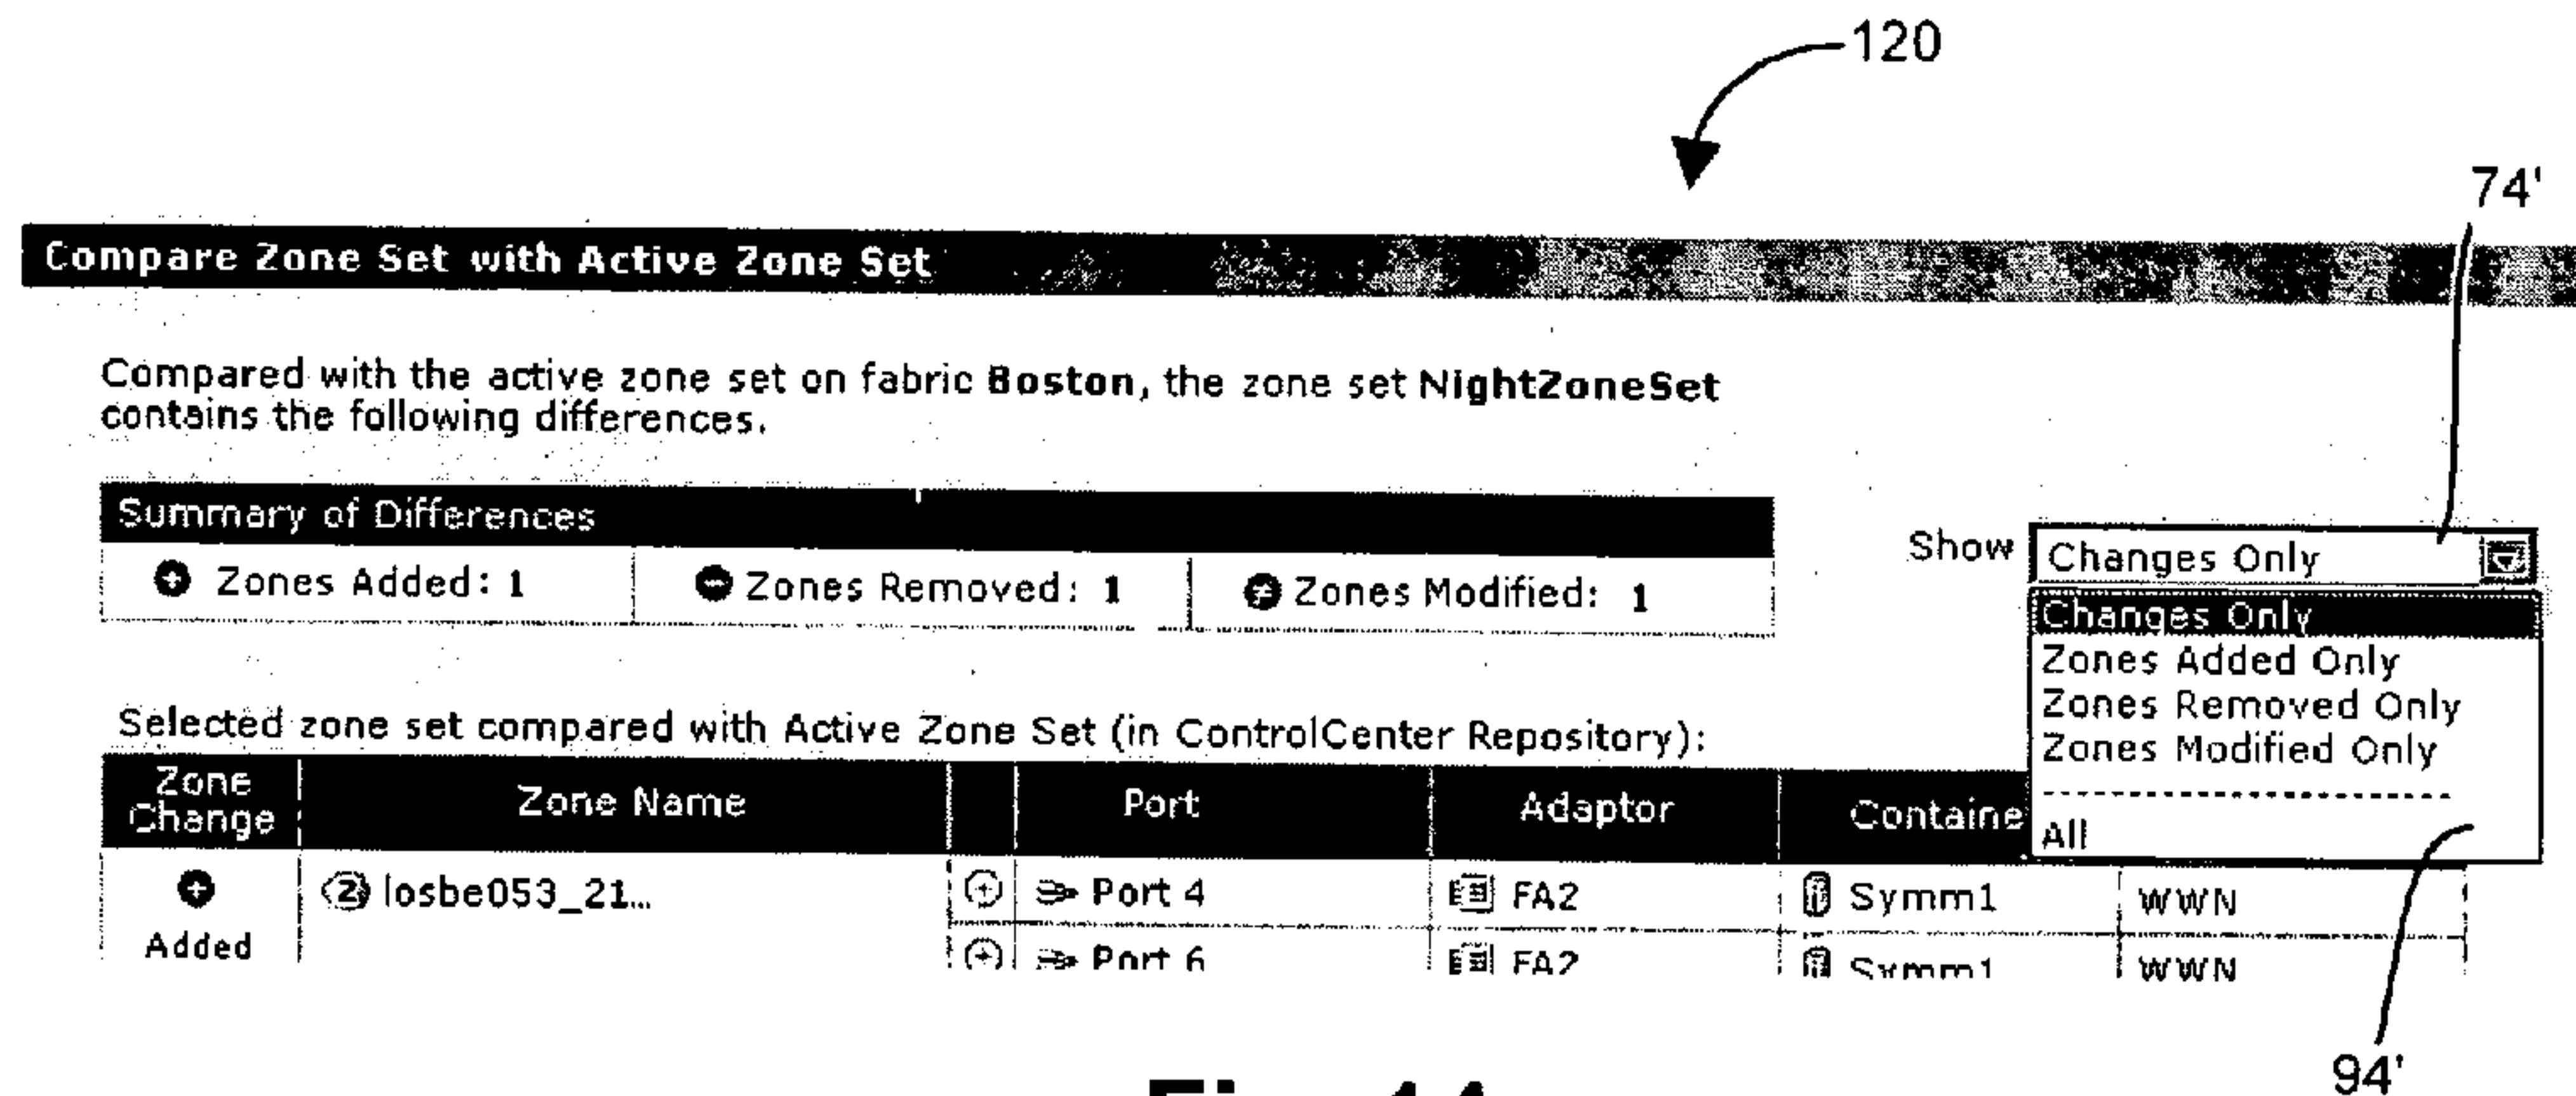 120
74'
Compare Zone Set with Active Zone Set
Compared with the active zone set on fabric Boston, the zone set NightZoneSet
contains the following differences.
Summary of Differences
Zones Added: 1
Zones Removed: 1
Zones Modified: 1
Show
Changes Only
Changes Only
Zones Added Only
Zones Removed Only
Zones Modified Only
All
Selected zone set compared with Active Zone Set (in ControlCenter Repository):
Zone Change
Zone Name
Port
Adaptor
Containe
Added
2 losbe053_21...
Port 4
FA2
Symm1
WWN
Port 6
FA2
Symm1
WWN
94'